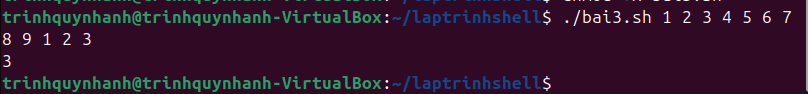 trinhquynhanh@trinhquynhanh-VirtualBox:~/laptrinhshell$ ./bai3.sh 1 2 3 4 5 6 7
8 9 1 2 3
3
trinhquynhanh@trinhquynhanh-VirtualBox:~/laptrinhshell$